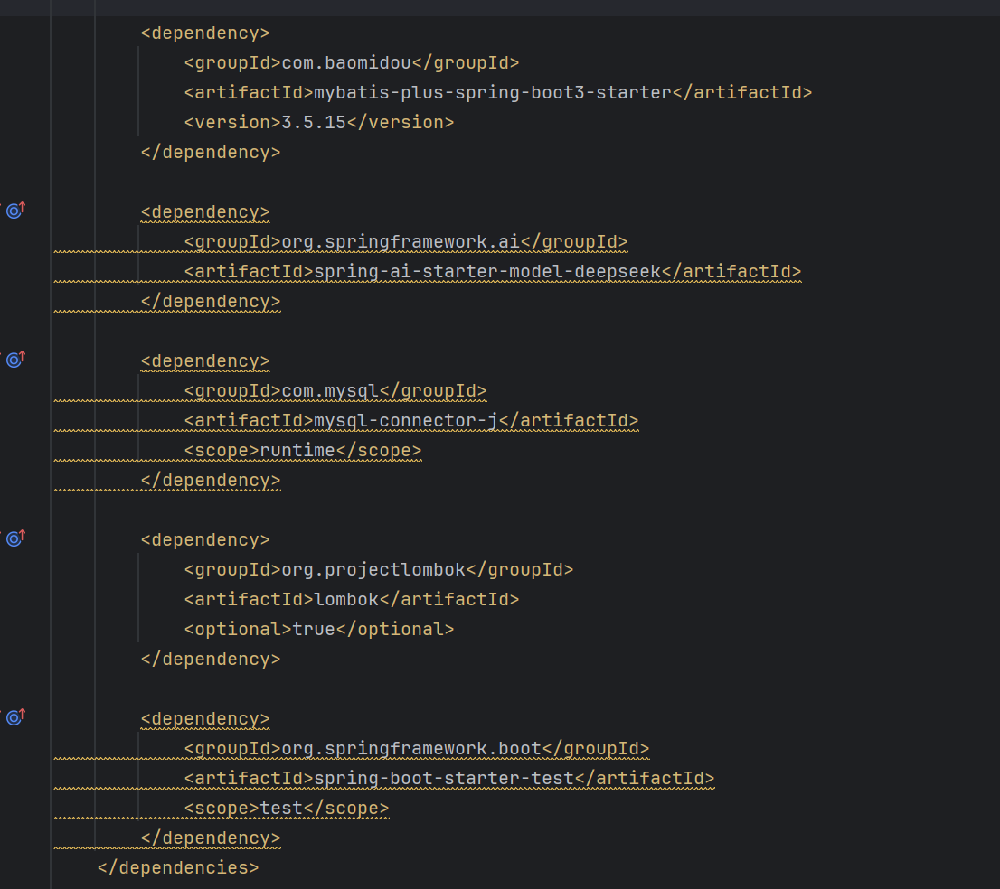 <dependency>
<groupId>com.baomidou</groupId>
<artifactId>mybatis-plus-spring-boot3-starter</artifactId>
<version>3.5.15</version>
</dependency>
<dependency>
<groupId>org.springframework.ai</groupId>
<artifactId>spring-ai-starter-model-deepseek</artifactId>
</dependency>
<dependency>
<groupId>com.mysql</groupId>
<artifactId>mysql-connector-j</artifactId>
<scope>runtime</scope>
</dependency>
<dependency>
<groupId>org.projectlombok</groupId>
<artifactId>lombok</artifactId>
<optional>true</optional>
</dependency>
<dependency>
<groupId>org.springframework.boot</groupId>
<artifactId>spring-boot-starter-test</artifactId>
<scope>test</scope>
</dependency>
</dependencies>